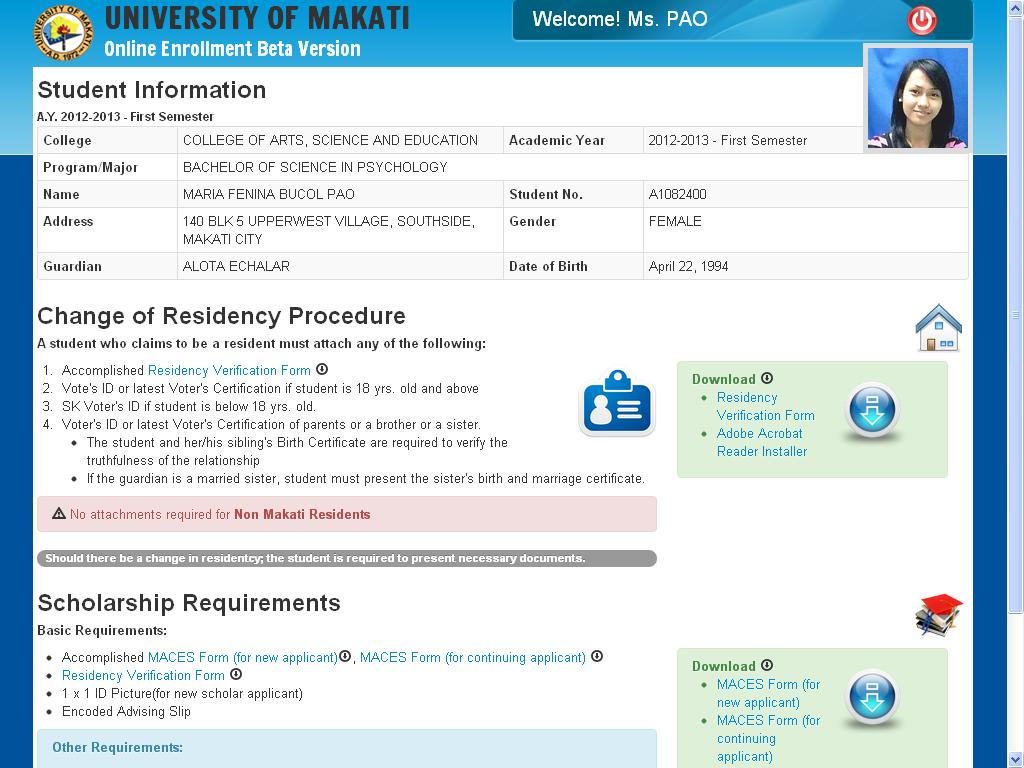 UNIVERSITY OF MAKATI
Online Enrollment Beta Version
Welcome! Ms. PAO
Student Information
A.Y. 2012-2013 - First Semester
College COLLEGE OF ARTS, SCIENCE AND EDUCATION Academic Year 2012-2013 - First Semester
Program/Major BACHELOR OF SCIENCE IN PSYCHOLOGY
Name MARIA FENINA BUCOL PAO Student No. A1082400
Address 140 BLK 5 UPPERWEST VILLAGE, SOUTHSIDE, Gender FEMALE
MAKATI CITY
Guardian ALOTA ECHALAR Date of Birth April 22, 1994
Change of Residency Procedure
A student who claims to be a resident must attach any of the following:
1. Accomplished Residency Verification Form
2. Vote's ID or latest Voter's Certification if student is 18 yrs. old and above
3. SK Voter's ID if student is below 18 yrs. old.
4. Voter's ID or latest Voter's Certification of parents or a brother or a sister.
• The student and her/his sibling's Birth Certificate are required to verify the
truthfulness of the relationship
• If the guardian is a married sister, student must present the sister's birth and marriage certificate.
Download
• Residency
Verification Form
• Adobe Acrobat
Reader Installer
No attachments required for Non Makati Residents
Should there be a change in residentcy; the student is required to present necessary documents.
Scholarship Requirements
Basic Requirements:
• Accomplished MACES Form (for new applicant), MACES Form (for continuing applicant)
• Residency Verification Form
• 1 x 1 ID Picture(for new scholar applicant)
• Encoded Advising Slip
Other Requirements:
Download
• MACES Form (for
new applicant)
• MACES Form (for
continuing
applicant)